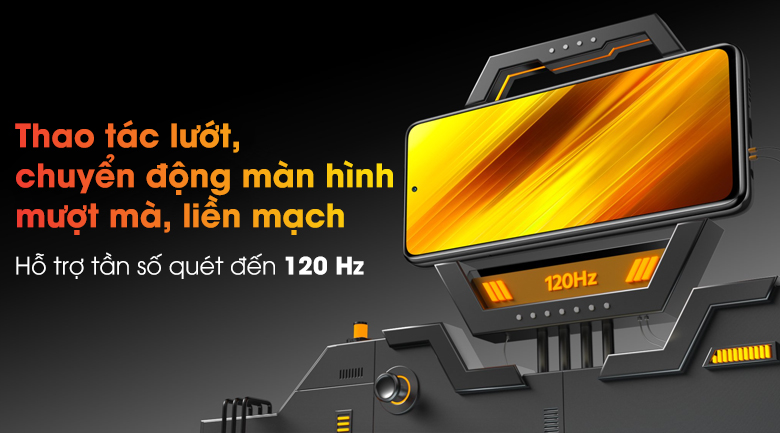 Thao tác lướt,
chuyển động màn hình
mượt mà, liền mạch
Hỗ trợ tần số quét đến 120 Hz
120Hz